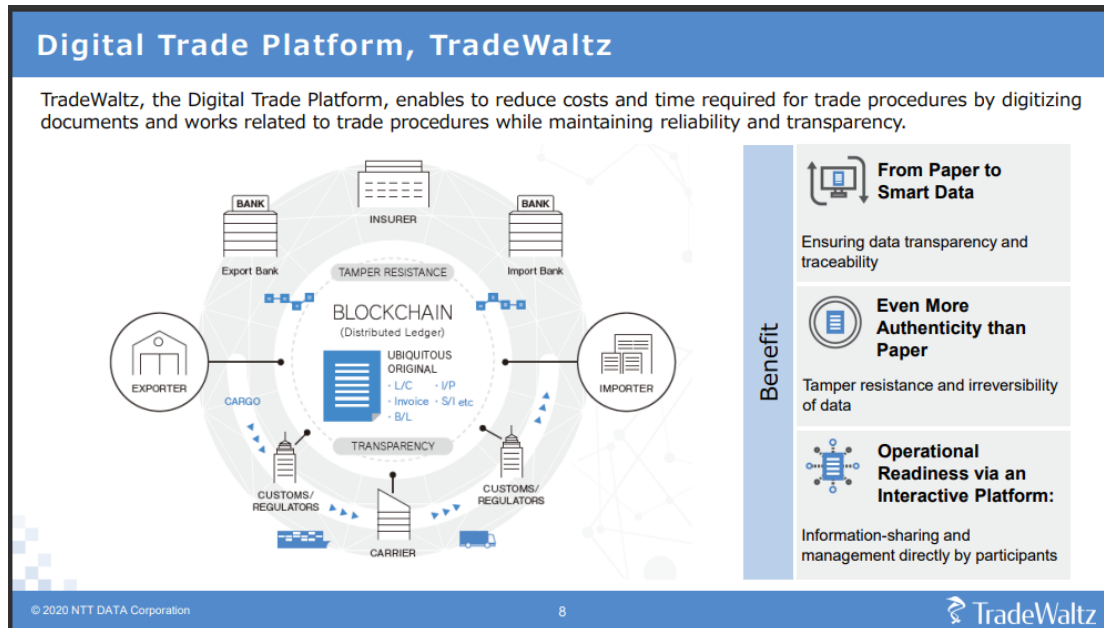 Digital Trade Platform, TradeWaltz
TradeWaltz, the Digital Trade Platform, enables to reduce costs and time required for trade procedures by digitizing
documents and works related to trade procedures while maintaining reliability and transparency.
BANK
Export Bank
INSURER
BANK
Import Bank
TAMPER RESISTANCE
BLOCKCHAIN
(Distributed Ledger)
UBIQUITOUS
ORIGINAL
· L/C · I/P
· Invoice · S/I etc
· B/L
TRANSPARENCY
EXPORTER
IMPORTER
CARGO
CUSTOMS/
REGULATORS
CUSTOMS/
REGULATORS
CARRIER
Benefit
From Paper to
Smart Data
Ensuring data transparency and
traceability
Even More
Authenticity than
Paper
Tamper resistance and irreversibility
of data
Operational
Readiness via an
Interactive Platform:
Information-sharing and
management directly by participants
© 2020 NTT DATA Corporation
8
TradeWaltz